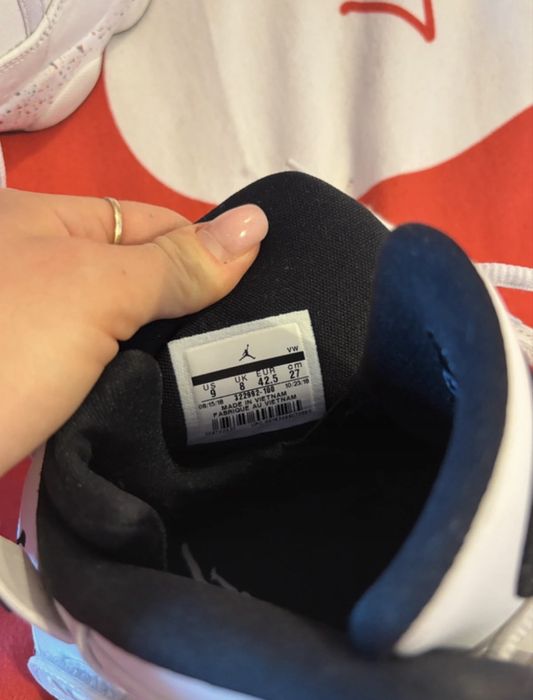 VW
US UK EUR cm
9 8 42.5 27
08/15/18 322992-100 10/23/18
MADE IN VIETNAM
FABRIQUE AU VIETNAM